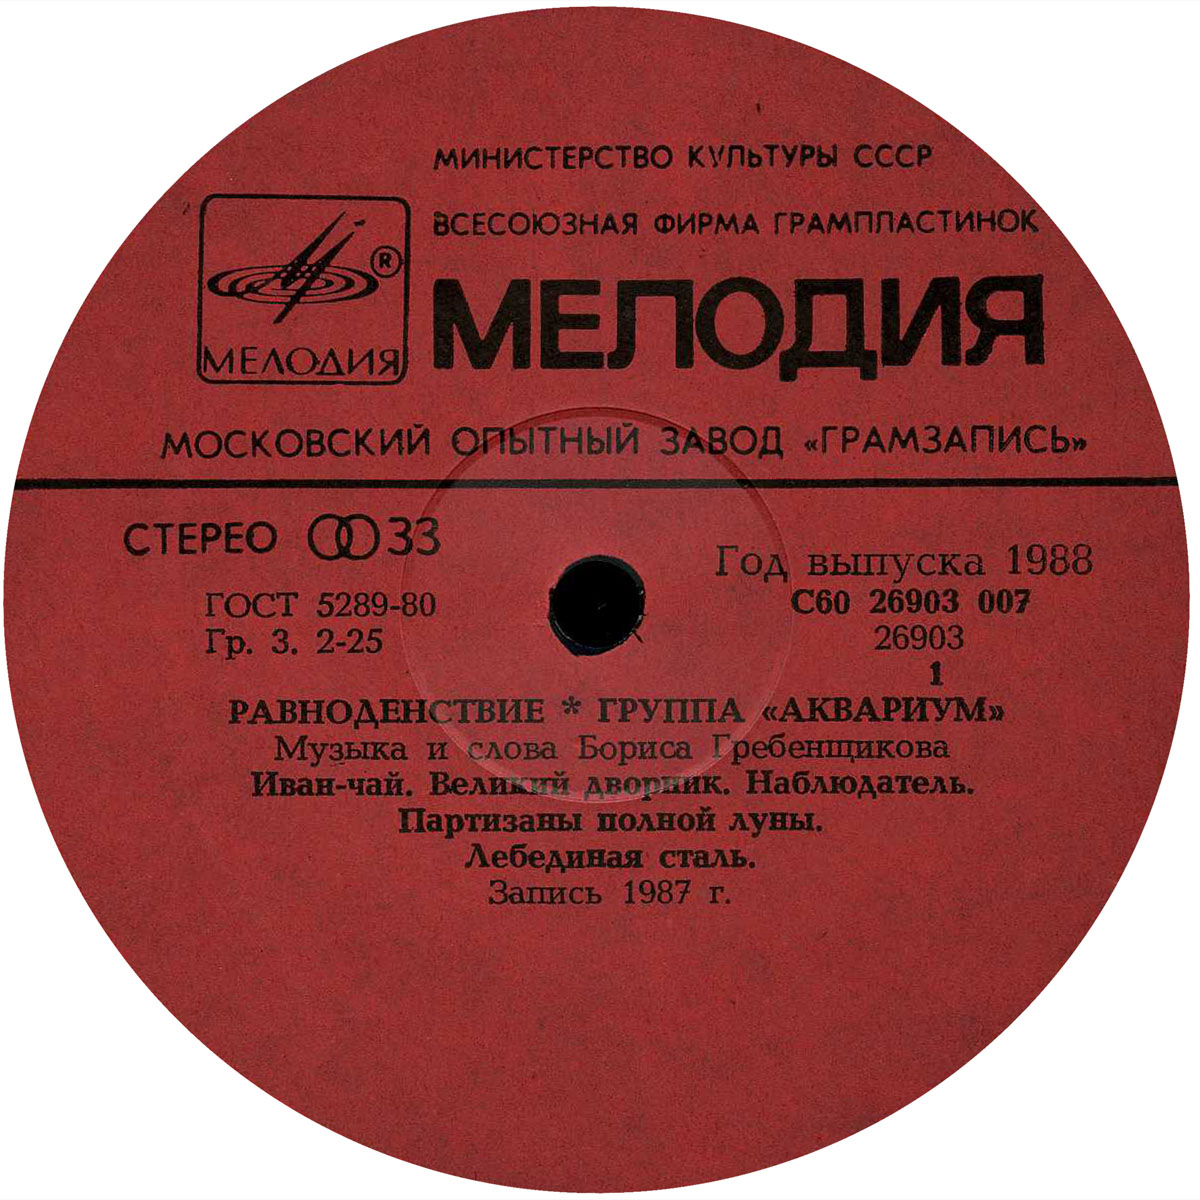 МИНИСТЕРСТВО КУЛЬТУРЫ СССР
ВСЕСОЮЗНАЯ ФИРМА ГРАМПЛАСТИНОК
МЕЛОДИЯ
®
МЕЛОДИЯ
МОСКОВСКИЙ ОПЫТНЫЙ ЗАВОД «ГРАМЗАПИСЬ»
СТЕРЕО 33
Год выпуска 1988
ГОСТ 5289-80
С60 26903 007
Гр. 3. 2-25
26903
1
РАВНОДЕНСТВИЕ * ГРУППА «АКВАРИУМ»
Музыка и слова Бориса Гребенщикова
Иван-чай. Великий дворник. Наблюдатель.
Партизаны полной луны.
Лебединая сталь.
Запись 1987 г.